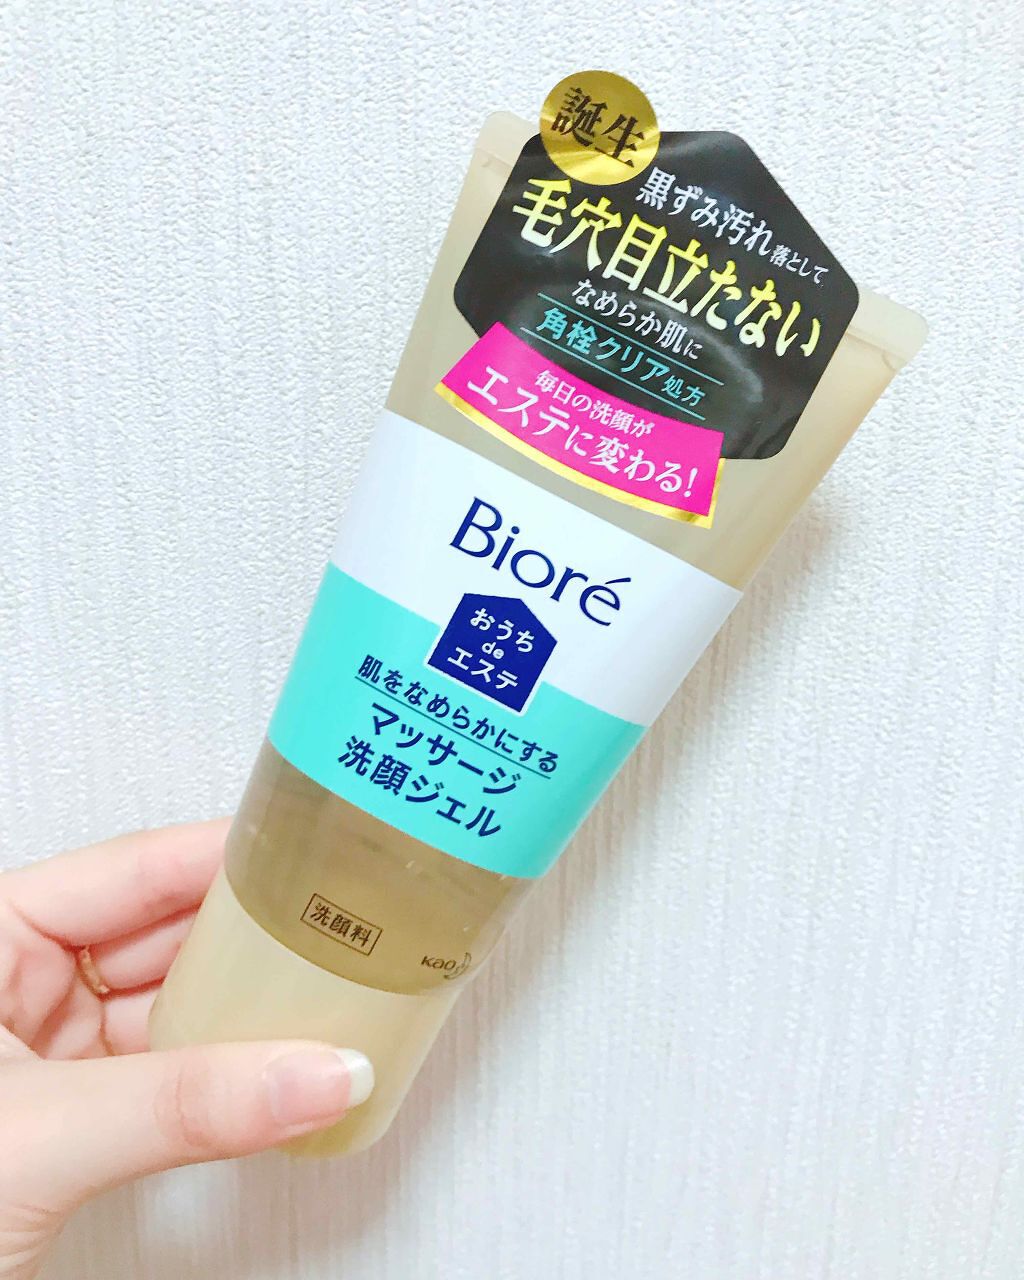 誕生
黒ずみ汚れ落として
毛穴目立たない
なめらか肌に
角栓クリア処方
毎日の洗顔が
エステに変わる!
Bioré
おうち
de
エステ
肌をなめらかにする
マッサージ
洗顔ジェル
洗顔料
Kao